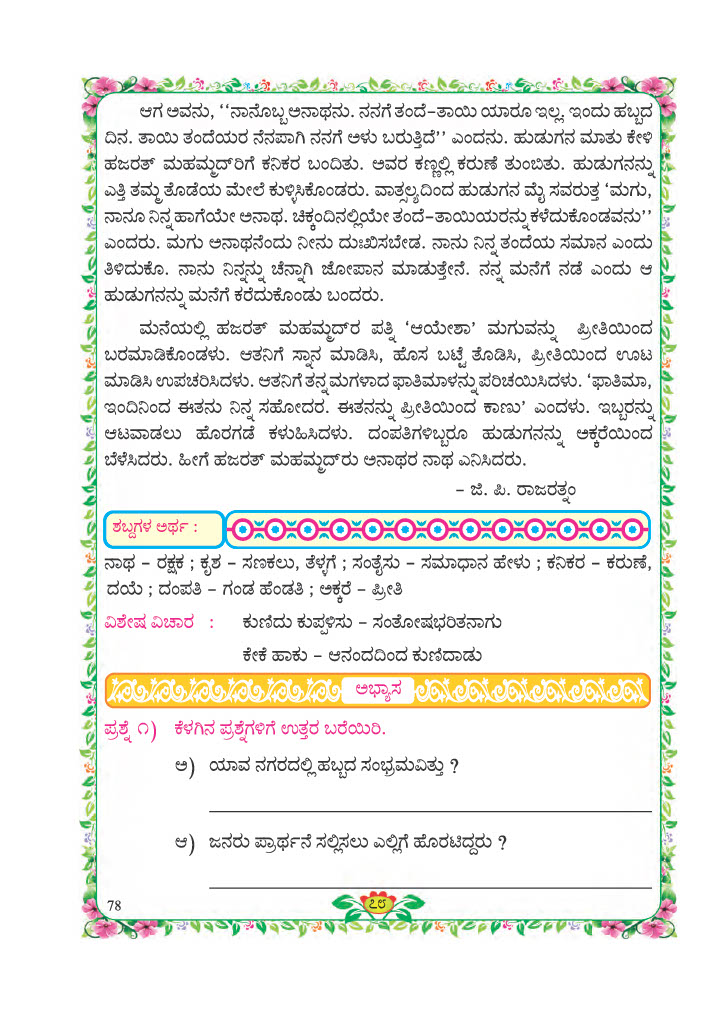 ಆಗ ಅವನು, ‘‘ನಾನೊಬ್ಬ ಅನಾಥನು. ನನಗೆ ತಂದೆ-ತಾಯಿ ಯಾರೂ ಇಲ್ಲ. ಇಂದು ಹಬ್ಬದ
ದಿನ. ತಾಯಿ ತಂದೆಯರ ನೆನಪಾಗಿ ನನಗೆ ಅಳು ಬರುತ್ತಿದೆ’’ ಎಂದನು. ಹುಡುಗನ ಮಾತು ಕೇಳಿ
ಹಜರತ್ ಮಹಮ್ಮದ್‌ರಿಗೆ ಕನಿಕರ ಬಂದಿತು. ಅವರ ಕಣ್ಣಲ್ಲಿ ಕರುಣೆ ತುಂಬಿತು. ಹುಡುಗನನ್ನು
ಎತ್ತಿ ತಮ್ಮ ತೊಡೆಯ ಮೇಲೆ ಕುಳ್ಳಿಸಿಕೊಂಡರು. ವಾತ್ಸಲ್ಯದಿಂದ ಹುಡುಗನ ಮೈ ಸವರುತ್ತ ‘ಮಗು,
ನಾನೂ ನಿನ್ನ ಹಾಗೆಯೇ ಅನಾಥ. ಚಿಕ್ಕಂದಿನಲ್ಲಿಯೇ ತಂದೆ-ತಾಯಿಯರನ್ನು ಕಳೆದುಕೊಂಡವನು’’
ಎಂದರು. ಮಗು ಅನಾಥನೆಂದು ನೀನು ದುಃಖಿಸಬೇಡ. ನಾನು ನಿನ್ನ ತಂದೆಯ ಸಮಾನ ಎಂದು
ತಿಳಿದುಕೊ. ನಾನು ನಿನ್ನನ್ನು ಚೆನ್ನಾಗಿ ಜೋಪಾನ ಮಾಡುತ್ತೇನೆ. ನನ್ನ ಮನೆಗೆ ನಡೆ ಎಂದು ಆ
ಹುಡುಗನನ್ನು ಮನೆಗೆ ಕರೆದುಕೊಂಡು ಬಂದರು.
ಮನೆಯಲ್ಲಿ ಹಜರತ್ ಮಹಮ್ಮದ್‌ರ ಪತ್ನಿ ‘ಆಯೇಶಾ’ ಮಗುವನ್ನು ಪ್ರೀತಿಯಿಂದ
ಬರಮಾಡಿಕೊಂಡಳು. ಆತನಿಗೆ ಸ್ನಾನ ಮಾಡಿಸಿ, ಹೊಸ ಬಟ್ಟೆ ತೊಡಿಸಿ, ಪ್ರೀತಿಯಿಂದ ಊಟ
ಮಾಡಿಸಿ ಉಪಚರಿಸಿದಳು. ಆತನಿಗೆ ತನ್ನ ಮಗಳಾದ ಫಾತಿಮಾಳನ್ನು ಪರಿಚಯಿಸಿದಳು. ‘ಫಾತಿಮಾ,
ಇಂದಿನಿಂದ ಈತನು ನಿನ್ನ ಸಹೋದರ. ಈತನನ್ನು ಪ್ರೀತಿಯಿಂದ ಕಾಣು’ ಎಂದಳು. ಇಬ್ಬರನ್ನು
ಆಟವಾಡಲು ಹೊರಗಡೆ ಕಳುಹಿಸಿದಳು. ದಂಪತಿಗಳಿಬ್ಬರೂ ಹುಡುಗನನ್ನು ಅಕ್ಕರೆಯಿಂದ
ಬೆಳೆಸಿದರು. ಹೀಗೆ ಹಜರತ್ ಮಹಮ್ಮದ್‌ರು ಅನಾಥರ ನಾಥ ಎನಿಸಿದರು.
- ಜಿ. ಪಿ. ರಾಜರತ್ನಂ
ಶಬ್ದಗಳ ಅರ್ಥ :
ನಾಥ - ರಕ್ಷಕ ; ಕೃಶ - ಸಣಕಲು, ತೆಳ್ಳಗೆ ; ಸಂತೈಸು - ಸಮಾಧಾನ ಹೇಳು ; ಕನಿಕರ - ಕರುಣೆ,
ದಯೆ ; ದಂಪತಿ - ಗಂಡ ಹೆಂಡತಿ ; ಅಕ್ಕರೆ - ಪ್ರೀತಿ
ವಿಶೇಷ ವಿಚಾರ : ಕುಣಿದು ಕುಪ್ಪಳಿಸು - ಸಂತೋಷಭರಿತನಾಗು
ಕೇಕೆ ಹಾಕು - ಆನಂದದಿಂದ ಕುಣಿದಾಡು
ಅಭ್ಯಾಸ
ಪ್ರಶ್ನೆ ೧) ಕೆಳಗಿನ ಪ್ರಶ್ನೆಗಳಿಗೆ ಉತ್ತರ ಬರೆಯಿರಿ.
ಅ) ಯಾವ ನಗರದಲ್ಲಿ ಹಬ್ಬದ ಸಂಭ್ರಮವಿತ್ತು ?
ಆ) ಜನರು ಪ್ರಾರ್ಥನೆ ಸಲ್ಲಿಸಲು ಎಲ್ಲಿಗೆ ಹೊರಟಿದ್ದರು ?
78
೭೮